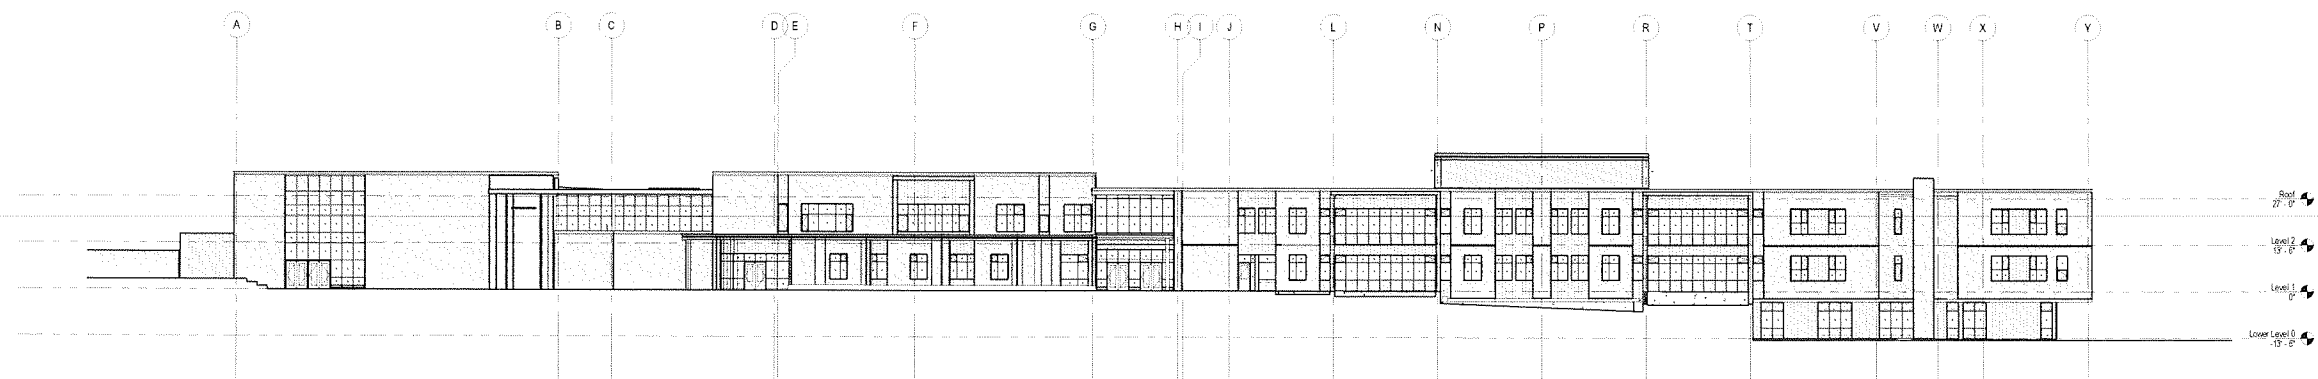 A B C D E F G H I J L N P R T V W X Y
Roof
27' - 0"
Level 2
13' - 6"
Level 1
0"
Lower Level 0
-13' - 6"